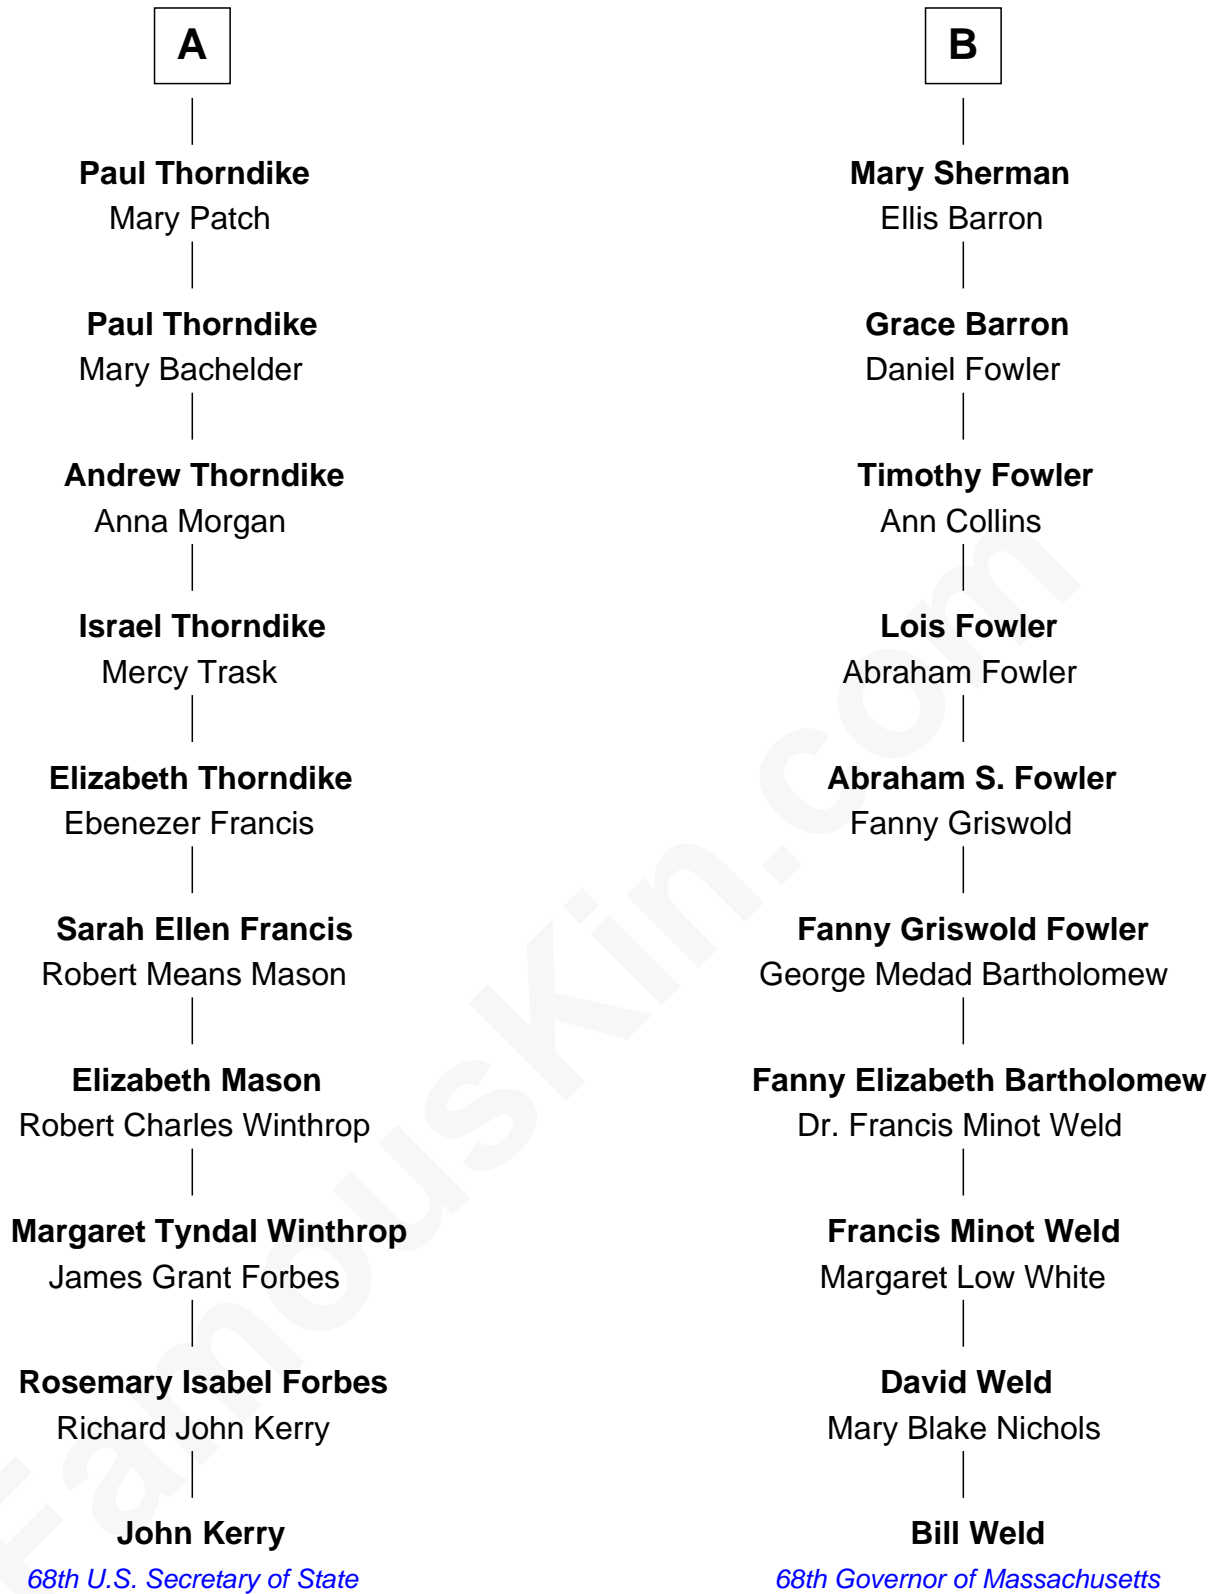 A
Paul Thorndike
Mary Patch
Paul Thorndike
Mary Bachelder
Andrew Thorndike
Anna Morgan
Israel Thorndike
Mercy Trask
Elizabeth Thorndike
Ebenezer Francis
Sarah Ellen Francis
Robert Means Mason
Elizabeth Mason
Robert Charles Winthrop
Margaret Tyndal Winthrop
James Grant Forbes
Rosemary Isabel Forbes
Richard John Kerry
John Kerry
68th U.S. Secretary of State
B
Mary Sherman
Ellis Barron
Grace Barron
Daniel Fowler
Timothy Fowler
Ann Collins
Lois Fowler
Abraham Fowler
Abraham S. Fowler
Fanny Griswold
Fanny Griswold Fowler
George Medad Bartholomew
Fanny Elizabeth Bartholomew
Dr. Francis Minot Weld
Francis Minot Weld
Margaret Low White
David Weld
Mary Blake Nichols
Bill Weld
68th Governor of Massachusetts
FamousKin.com